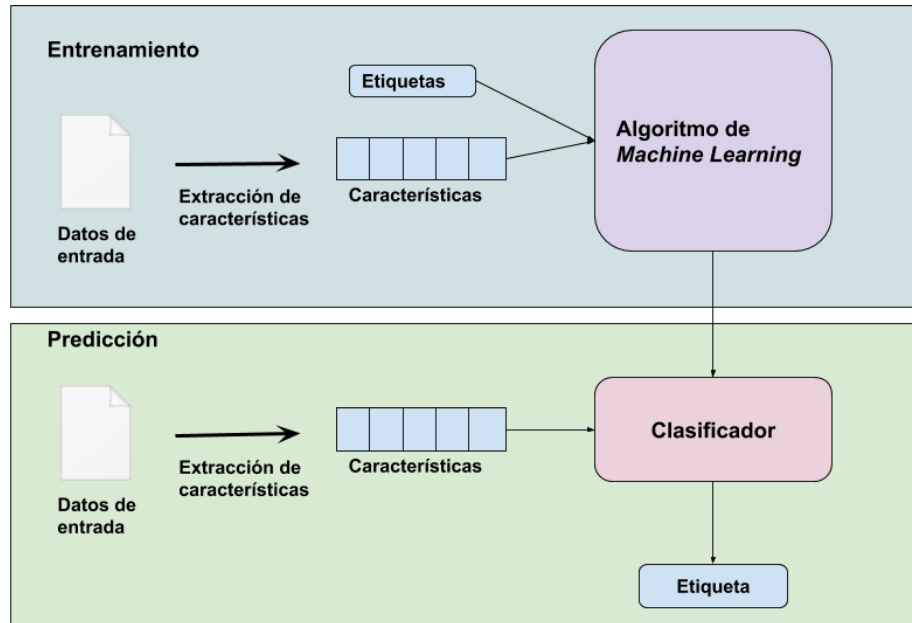 Entrenamiento
Etiquetas
Algoritmo de
Machine Learning
Extracción de
características
Características
Datos de
entrada
Predicción
Clasificador
Extracción de
características
Características
Datos de
entrada
Etiqueta